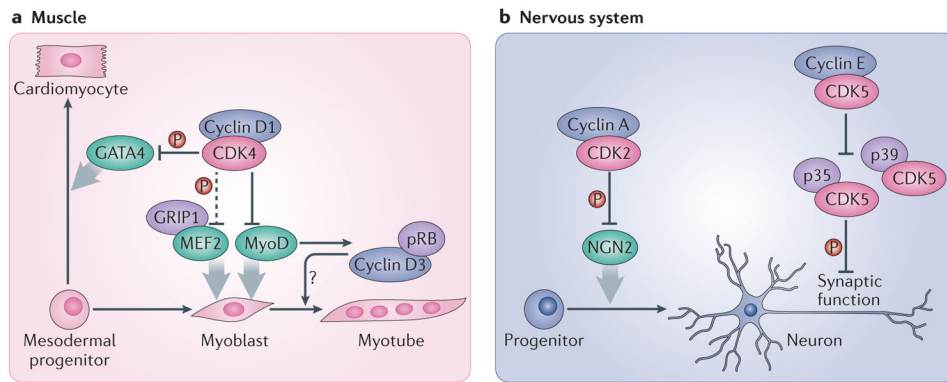 a Muscle
Cardiomyocyte
GATA4
P
Cyclin D1
CDK4
P
GRIP1
MEF2
MyoD
pRB
Cyclin D3
?
Mesodermal
progenitor
Myoblast
Myotube
b Nervous system
Cyclin A
CDK2
P
NGN2
Progenitor
Neuron
Cyclin E
CDK5
p35
CDK5
p39
CDK5
P
Synaptic
function